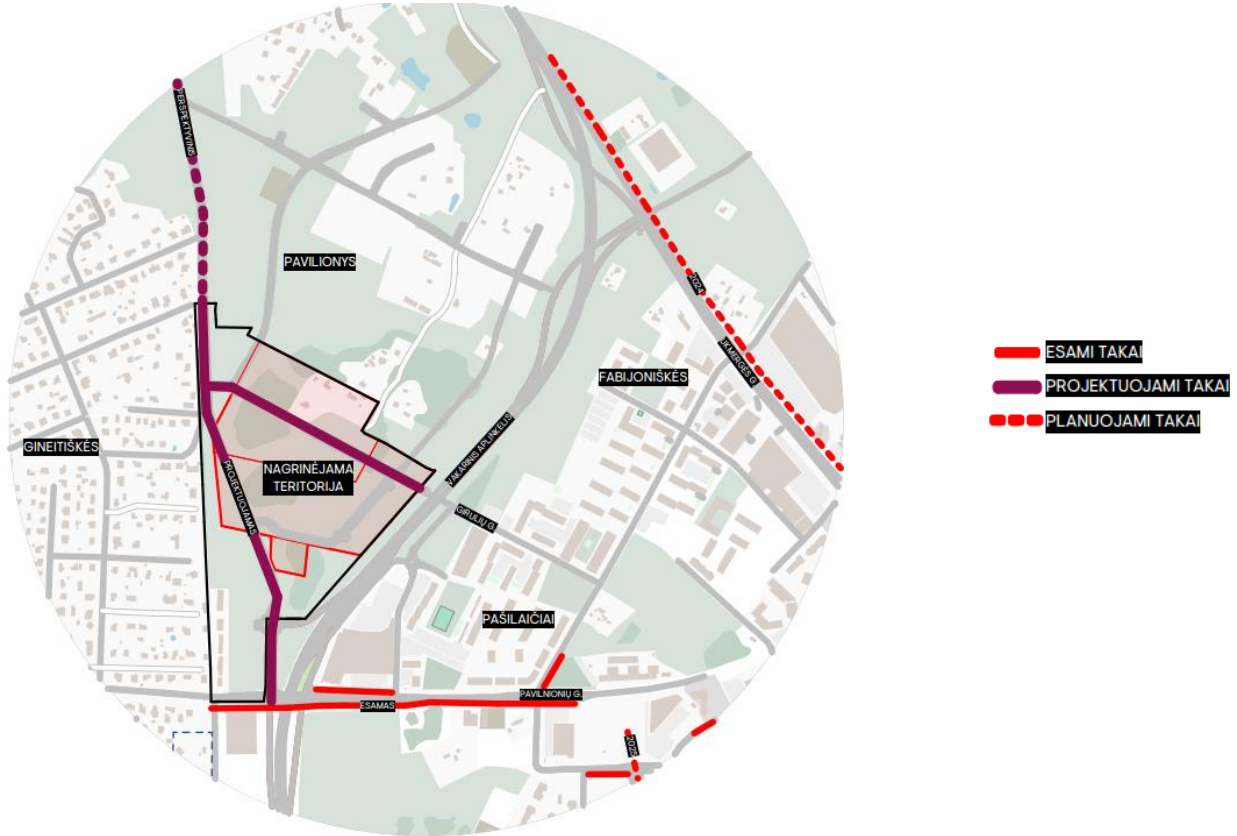 PERSPEKTYVINIS
PAVILIONYS
2024
UKMERGĖS G.
FABIJONIŠKĖS
VAKARINIS APLINKELIS
GINEITIŠKĖS
NAGRINĖJAMA
TERITORIJA
PROJEKTUOJAMAS
GIRULIŲ G.
PAŠILAIČIAI
PAVILNIONIŲ G.
ESAMAS
ESAMI TAKAI
PROJEKTUOJAMI TAKAI
PLANUOJAMI TAKAI